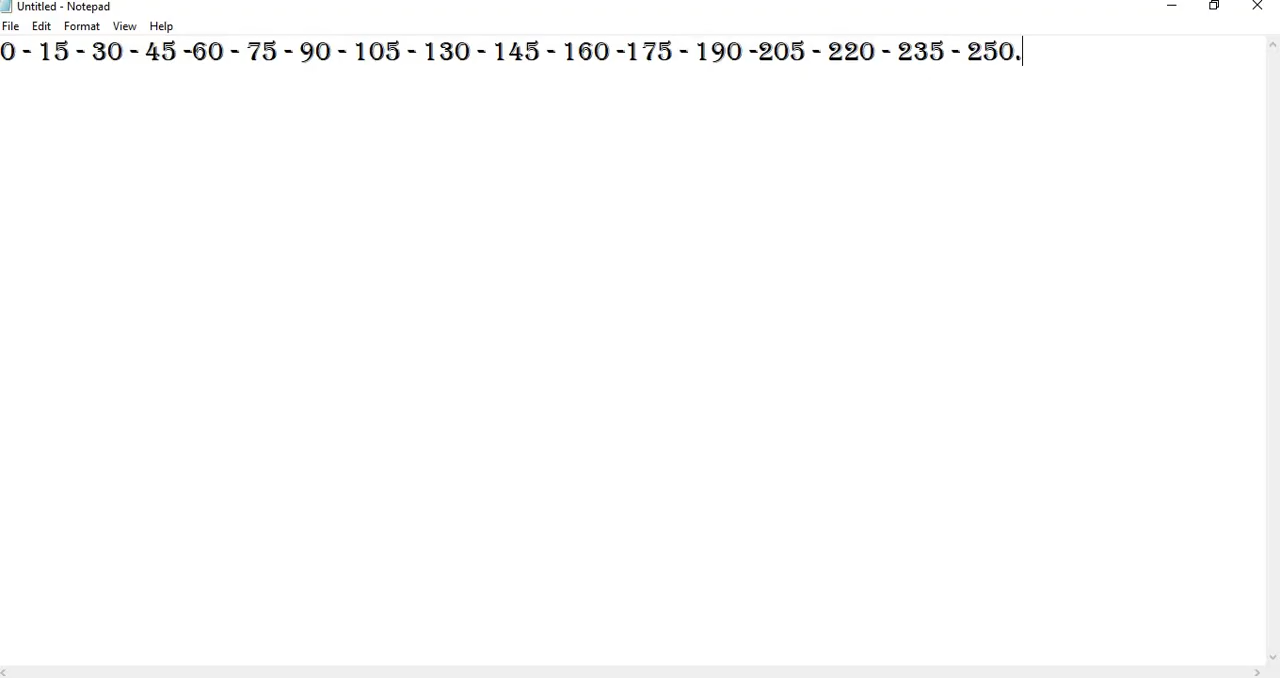 Untitled - Notepad
File Edit Format View Help
0 - 15 - 30 - 45 -60 - 75 - 90 - 105 - 130 - 145 - 160 -175 - 190 -205 - 220 - 235 - 250.